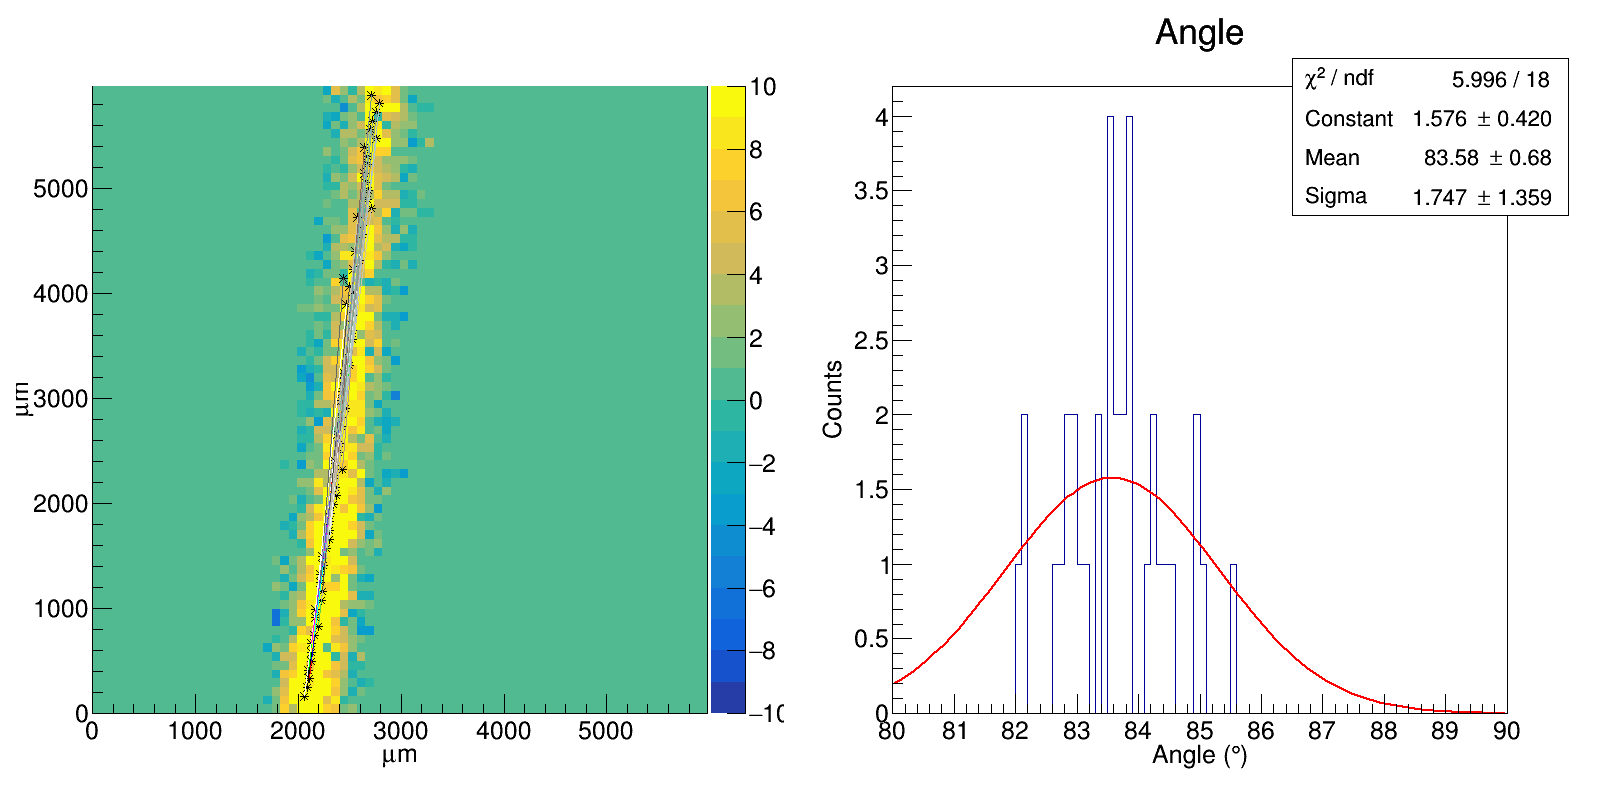 Angle
χ² / ndf 5.996 / 18
Constant 1.576 ± 0.420
Mean 83.58 ± 0.68
Sigma 1.747 ± 1.359
μm
5000
4000
3000
2000
1000
0
0 1000 2000 3000 4000 5000
μm
10
8
6
4
2
0
−2
−4
−6
−8
−10
Counts
4
3.5
3
2.5
2
1.5
1
0.5
0
80 81 82 83 84 85 86 87 88 89 90
Angle (°)